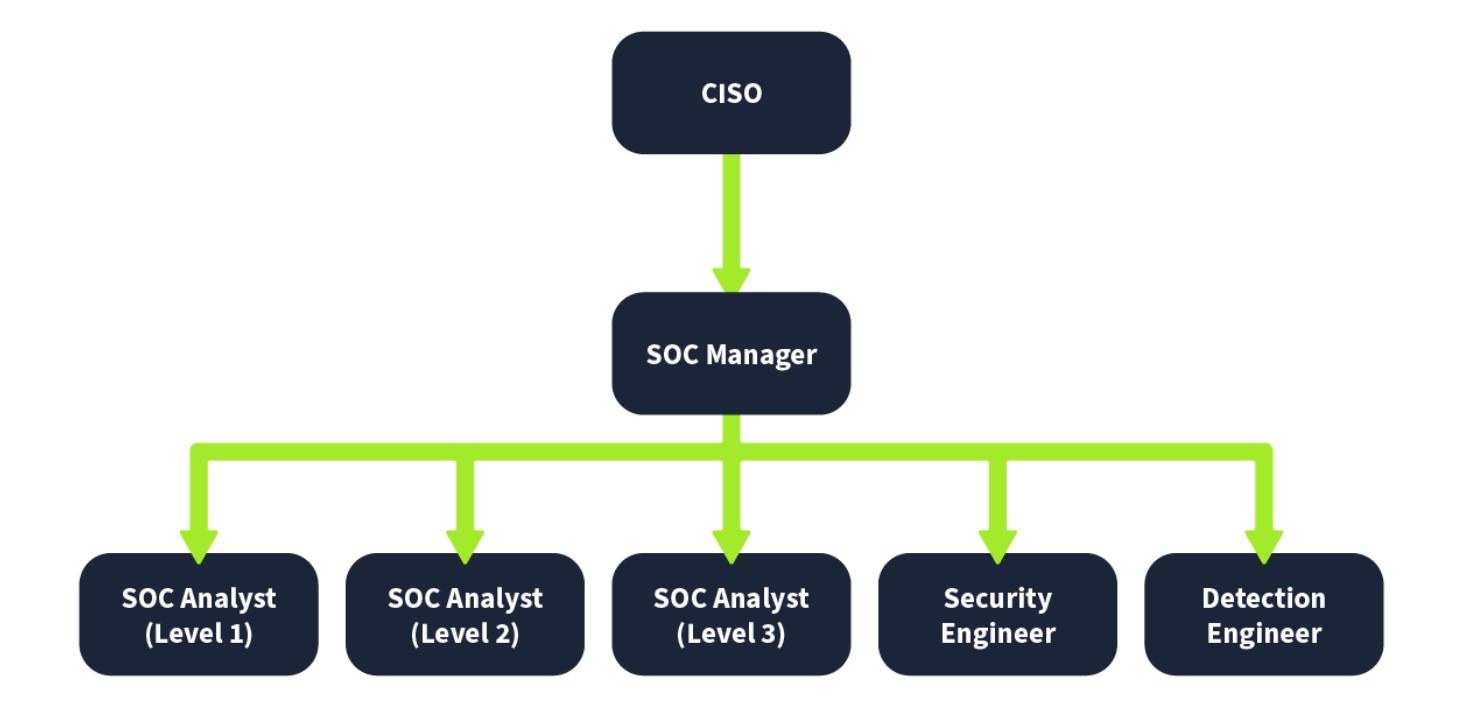 CISO
SOC Manager
SOC Analyst
(Level 1)
SOC Analyst
(Level 2)
SOC Analyst
(Level 3)
Security
Engineer
Detection
Engineer